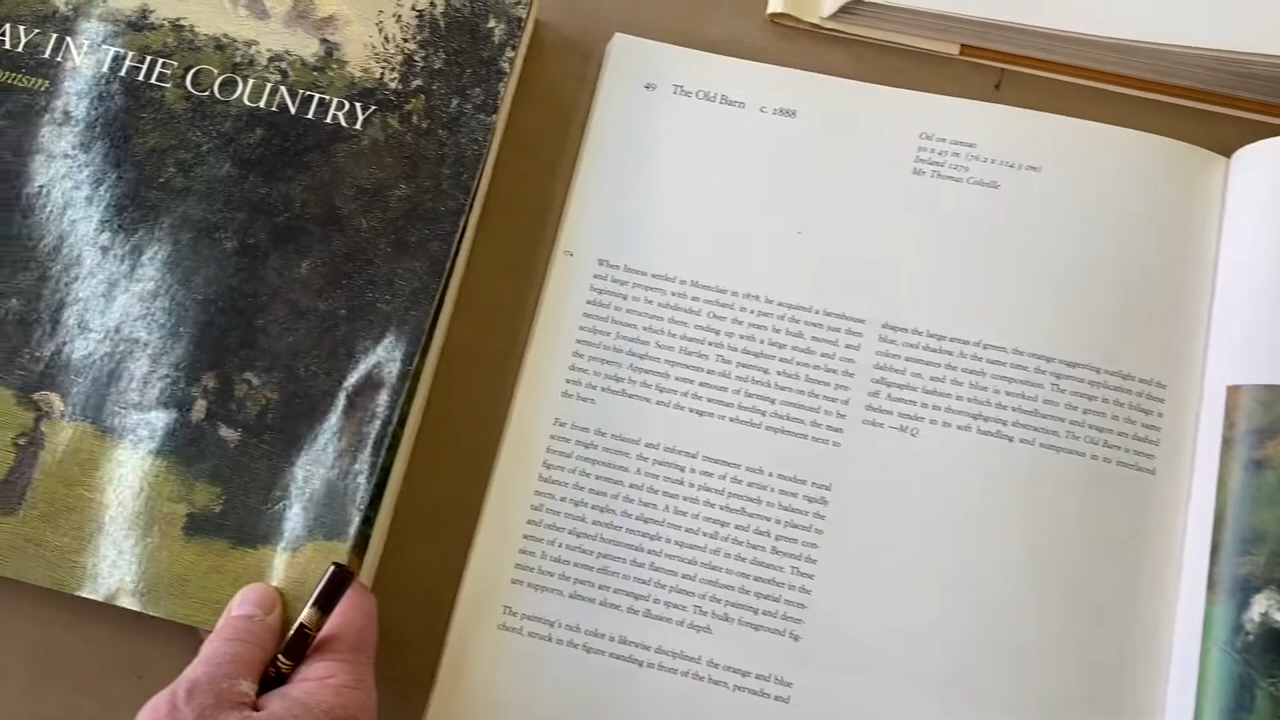 AY IN THE COUNTRY
onism
49 The Old Barn c. 1888
Oil on canvas
30 x 45 in. (76.2 x 114.3 cm)
Ireland 1279
Mr. Thomas Colville
174
When Inness settled in Montclair in 1878, he acquired a farmhouse
and large property, with an orchard, in a part of the town just then
beginning to be subdivided. Over the years he built, moved, and
added to structures there, ending up with a large studio and con-
nected houses, which he shared with his daughter and son-in-law, the
sculptor Jonathan Scott Hartley. This painting, which Inness pre-
sented to his daughter, represents an old, red-brick barn on the rear of
the property. Apparently some amount of farming continued to be
done, to judge by the figure of the woman feeding chickens, the man
with the wheelbarrow, and the wagon or wheeled implement next to
the barn.
Far from the relaxed and informal treatment such a modest rural
scene might receive, the painting is one of the artist's most rigidly
formal compositions. A tree trunk is placed precisely to balance the
figure of the woman, and the man with the wheelbarrow is placed to
balance the mass of the barn. A line of orange and dark green con-
nects, at right angles, the aligned tree and wall of the barn. Beyond the
tall tree trunk, another rectangle is squared off in the distance. These
and other aligned horizontals and verticals relate to one another in the
sense of a surface pattern that flattens and confuses the spatial reces-
sion. It takes some effort to read the planes of the painting and deter-
mine how the parts are arranged in space. The bulky foreground fig-
ure supports, almost alone, the illusion of depth.
The painting's rich color is likewise disciplined: the orange and blue
chord, struck in the figure standing in front of the barn, pervades and
shapes the large areas of green, the orange suggesting sunlight and the
blue, cool shadow. At the same time, the vigorous application of these
colors animates the stately composition. The orange in the foliage is
dabbed on, and the blue is worked into the green in the same
calligraphic fashion in which the wheelbarrow and wagon are dashed
off. Austere in its thoroughgoing abstraction, The Old Barn is never-
theless tender in its soft handling and sumptuous in its interlaced
color. —M.Q.